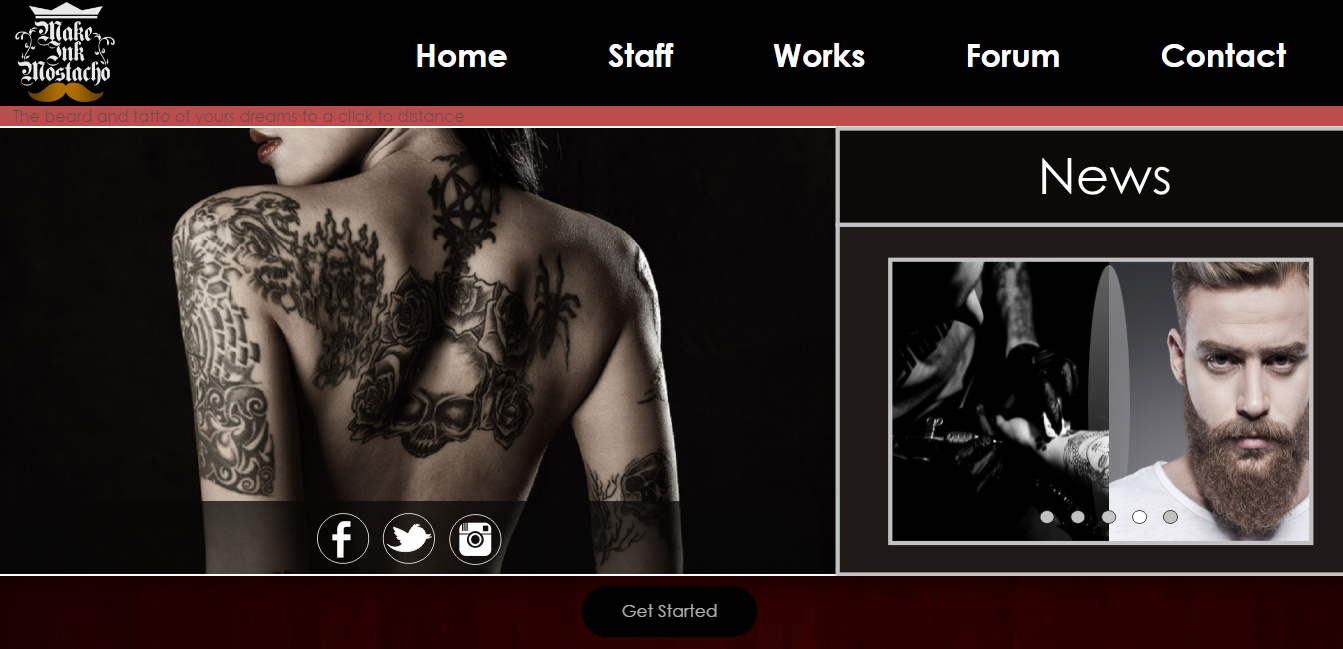 Make
Ink
Mostacho
Home Staff Works Forum Contact
The beard and tatto of yours dreams to a click to distance
News
Get Started